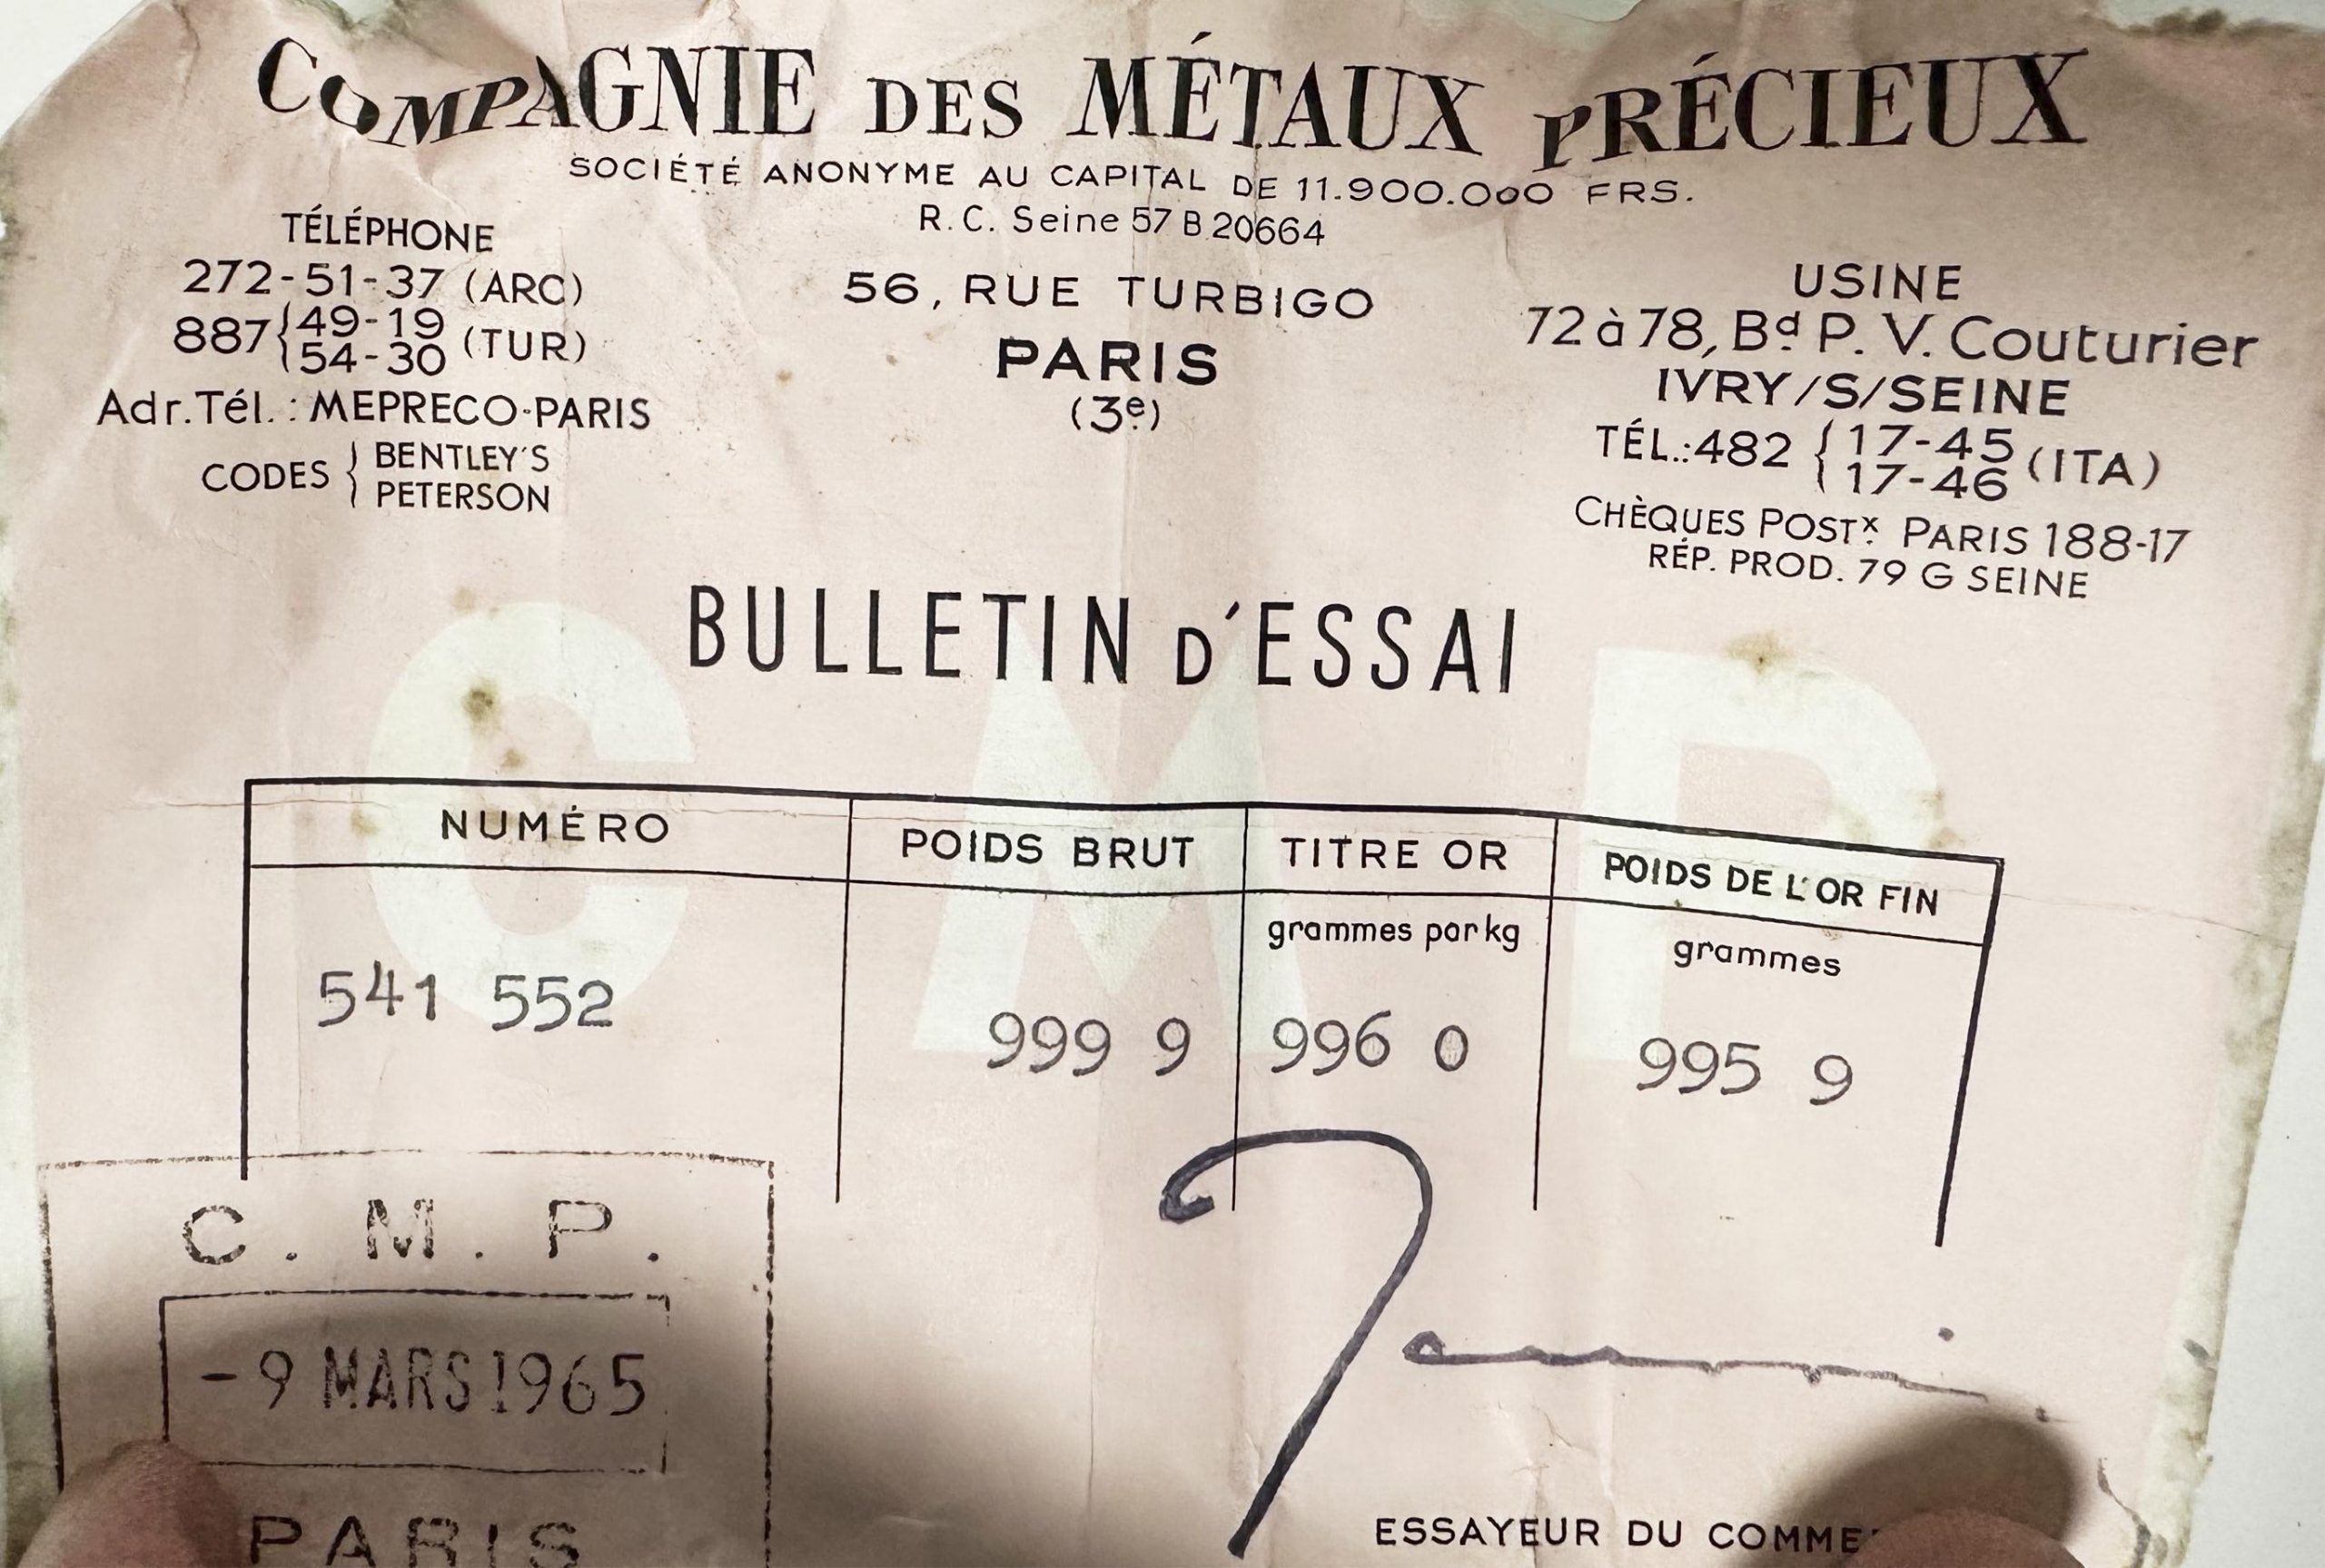 COMPAGNIE DES MÉTAUX PRÉCIEUX
SOCIÉTÉ ANONYME AU CAPITAL DE 11.900.000 FRS.
R. C. Seine 57 B 20664
TÉLÉPHONE
272-51-37 (ARC)
887 { 49-19
54-30 (TUR)
Adr. Tél. : MEPRECO-PARIS
CODES { BENTLEY'S
PETERSON
56, RUE TURBIGO
PARIS
(3e)
USINE
72 à 78, Bd P. V. Couturier
IVRY/S/SEINE
TÉL.: 482 { 17-45
17-46 (ITA)
CHÈQUES POSTx PARIS 188-17
RÉP. PROD. 79 G SEINE
BULLETIN D'ESSAI
C M P
NUMÉRO POIDS BRUT TITRE OR POIDS DE L'OR FIN
grammes par kg grammes
541 552 999 9 996 0 995 9
C. M. P.
-9 MARS 1965
PARIS
ESSAYEUR DU COMME